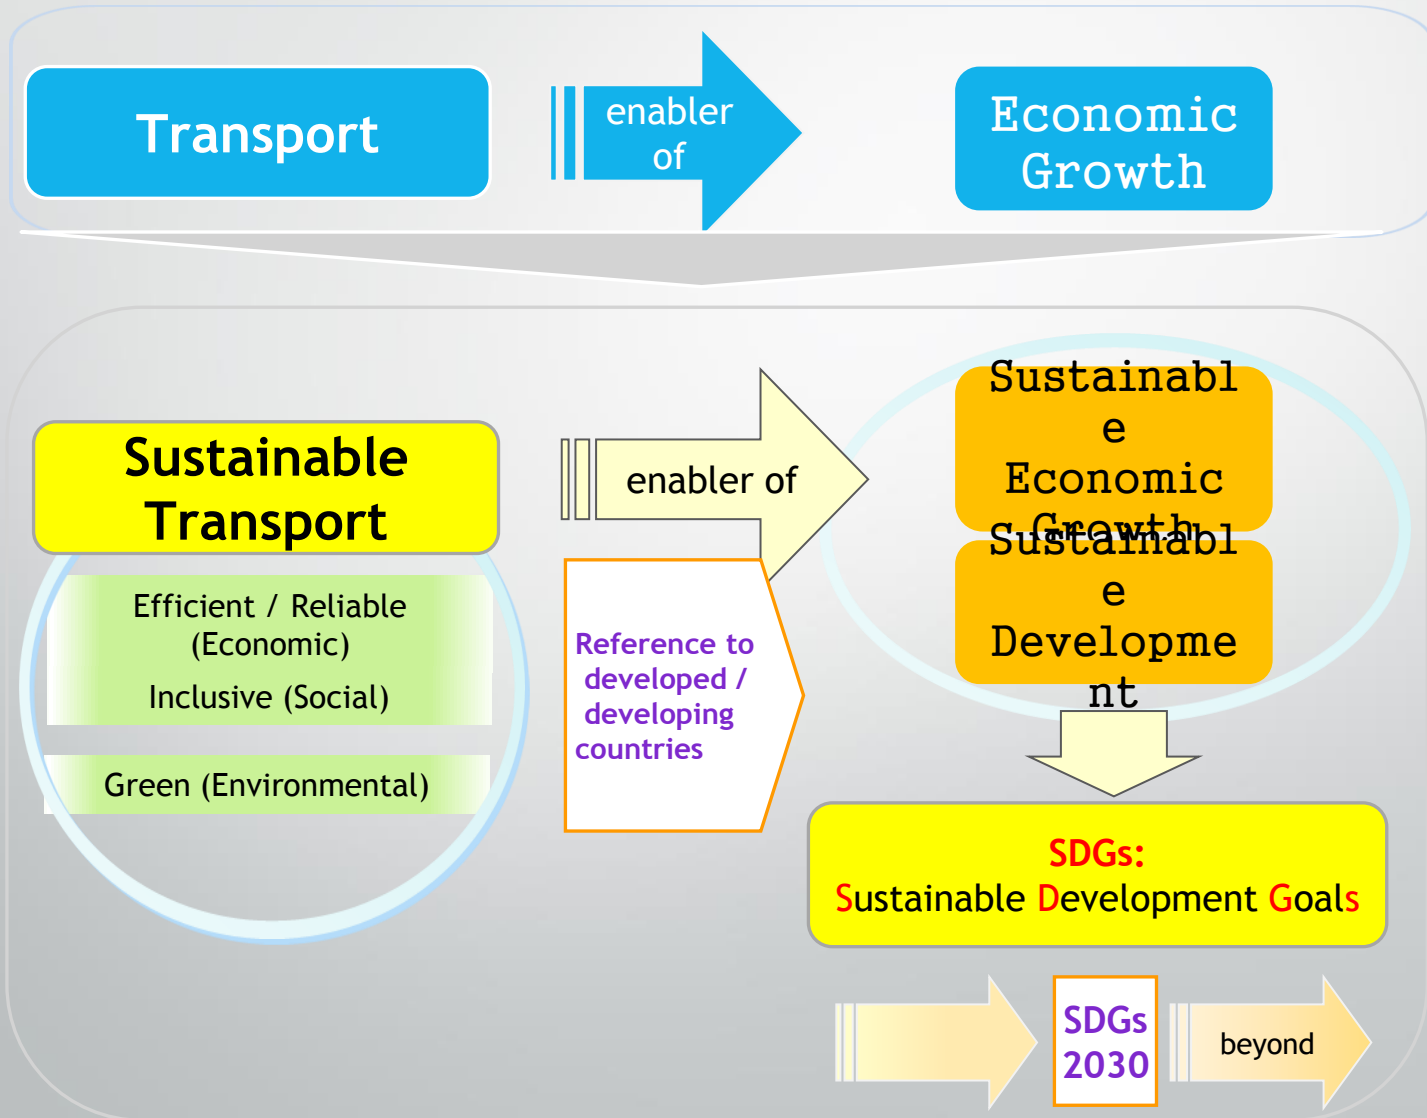 Transport
enabler
of
Economic
Growth
Sustainable
Transport
Efficient / Reliable
(Economic)
Inclusive (Social)
Green (Environmental)
enabler of
Reference to
developed /
developing
countries
Sustainabl
e
Economic
Growth
Sustainabl
e
Developme
nt
SDGs:
Sustainable Development Goals
SDGs
2030
beyond